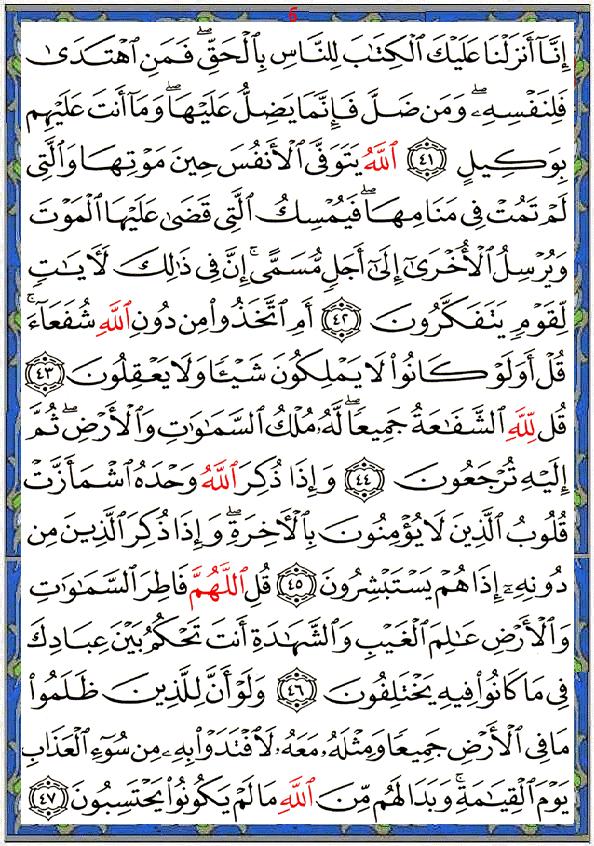 6
إِنَّآ أَنزَلْنَا عَلَيْكَ ٱلْكِتَٰبَ لِلنَّاسِ بِٱلْحَقِّ ۖ فَمَنِ ٱهْتَدَىٰ
فَلِنَفْسِهِۦ ۖ وَمَن ضَلَّ فَإِنَّمَا يَضِلُّ عَلَيْهَا ۖ وَمَآ أَنتَ عَلَيْهِم
بِوَكِيلٍ ﴿٤١﴾ ٱللَّهُ يَتَوَفَّى ٱلْأَنفُسَ حِينَ مَوْتِهَا وَٱلَّتِى
لَمْ تَمُتْ فِى مَنَامِهَا ۖ فَيُمْسِكُ ٱلَّتِى قَضَىٰ عَلَيْهَا ٱلْمَوْتَ
وَيُرْسِلُ ٱلْأُخْرَىٰٓ إِلَىٰٓ أَجَلٍ مُّسَمًّى ۚ إِنَّ فِى ذَٰلِكَ لَءَايَٰتٍ
لِّقَوْمٍ يَتَفَكَّرُونَ ﴿٤٢﴾ أَمِ ٱتَّخَذُوا۟ مِن دُونِ ٱللَّهِ شُفَعَآءَ ۚ
قُلْ أَوَلَوْ كَانُوا۟ لَا يَمْلِكُونَ شَيْـًٔا وَلَا يَعْقِلُونَ ﴿٤٣﴾
قُل لِّلَّهِ ٱلشَّفَٰعَةُ جَمِيعًا ۖ لَّهُۥ مُلْكُ ٱلسَّمَٰوَٰتِ وَٱلْأَرْضِ ۖ ثُمَّ
إِلَيْهِ تُرْجَعُونَ ﴿٤٤﴾ وَإِذَا ذُكِرَ ٱللَّهُ وَحْدَهُ ٱشْمَأَزَّتْ
قُلُوبُ ٱلَّذِينَ لَا يُؤْمِنُونَ بِٱلْءَاخِرَةِ ۖ وَإِذَا ذُكِرَ ٱلَّذِينَ مِن
دُونِهِۦٓ إِذَا هُمْ يَسْتَبْشِرُونَ ﴿٤٥﴾ قُلِ ٱللَّهُمَّ فَاطِرَ ٱلسَّمَٰوَٰتِ
وَٱلْأَرْضِ عَٰلِمَ ٱلْغَيْبِ وَٱلشَّهَٰدَةِ أَنتَ تَحْكُمُ بَيْنَ عِبَادِكَ
فِى مَا كَانُوا۟ فِيهِ يَخْتَلِفُونَ ﴿٤٦﴾ وَلَوْ أَنَّ لِلَّذِينَ ظَلَمُوا۟
مَا فِى ٱلْأَرْضِ جَمِيعًا وَمِثْلَهُۥ مَعَهُۥ لَٱفْتَدَوْا۟ بِهِۦ مِن سُوٓءِ ٱلْعَذَابِ
يَوْمَ ٱلْقِيَٰمَةِ ۚ وَبَدَا لَهُم مِّنَ ٱللَّهِ مَا لَمْ يَكُونُوا۟ يَحْتَسِبُونَ ﴿٤٧﴾